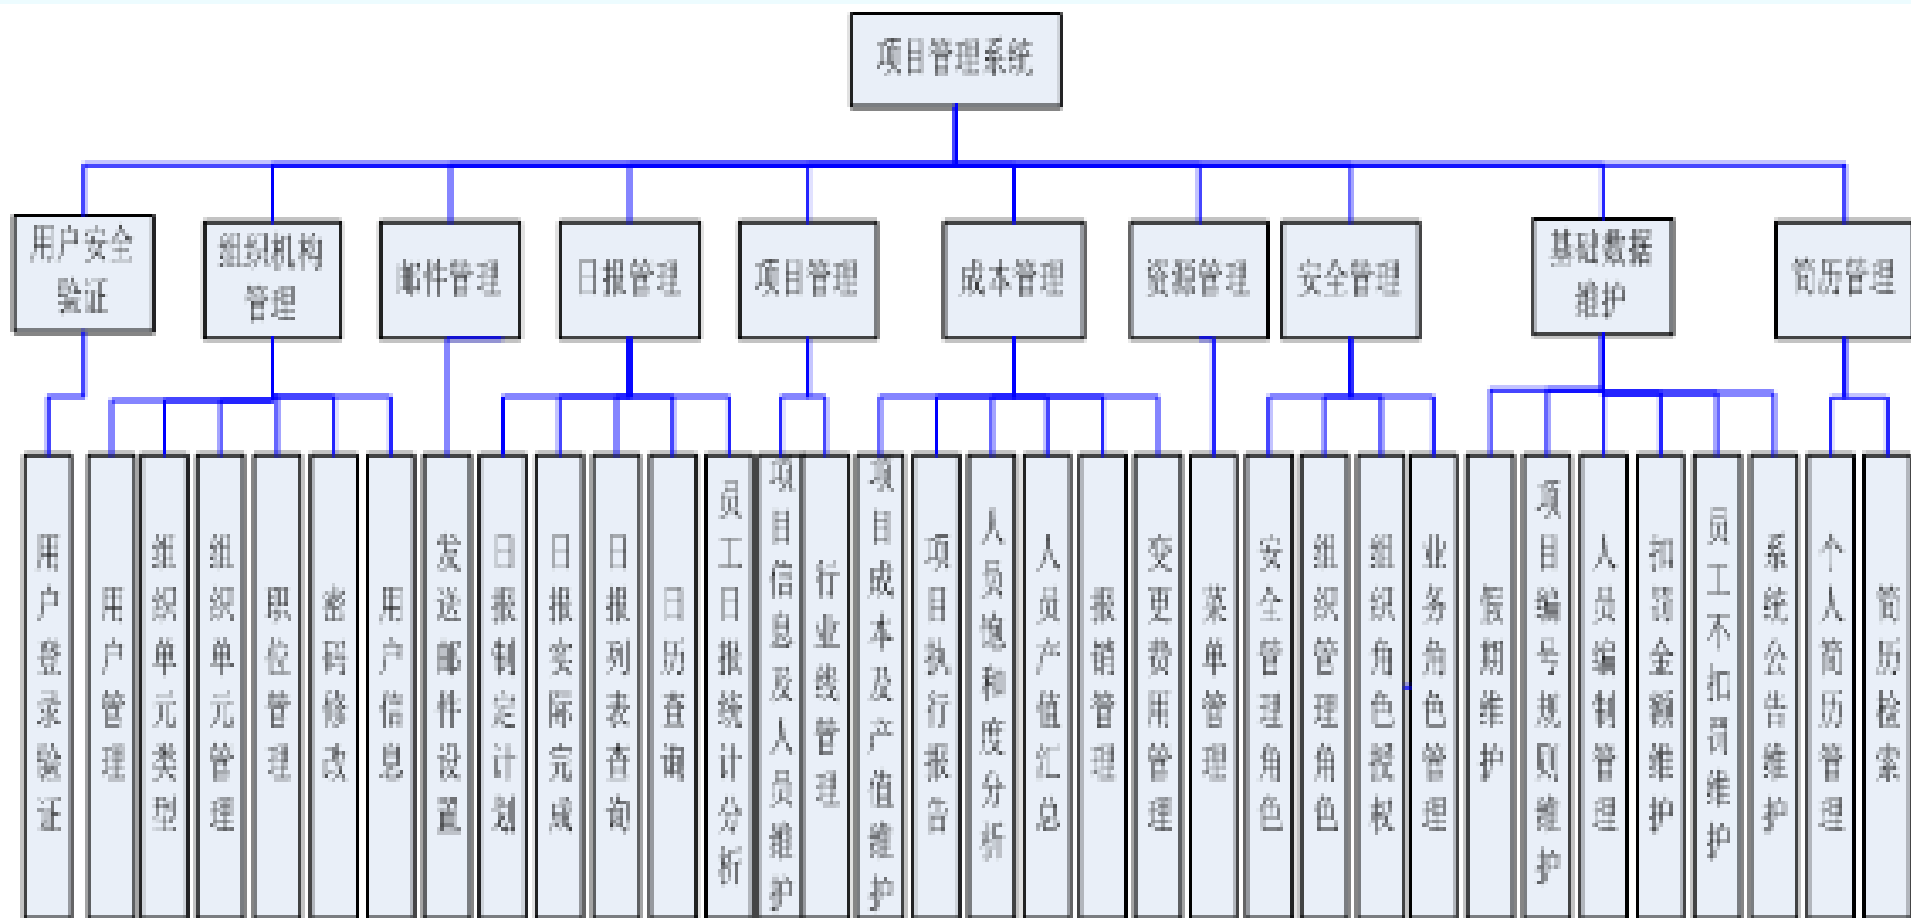 项目管理系统
用户安全
验证
组织机构
管理
邮件管理
日报管理
项目管理
成本管理
资源管理
安全管理
基础数据
维护
简历管理
用户登录验证
用户管理
组织单元类型
组织单元管理
职位管理
密码修改
用户信息
发送邮件设置
日报制定计划
日报实际完成
日报列表查询
日历查询
员工日报统计分析
项目信息及人员维护
行业线管理
项目成本及产值维护
项目执行报告
人员饱和度分析
人员产值汇总
报销管理
变更费用管理
菜单管理
安全管理角色
组织管理角色
组织角色授权
业务角色管理
假期维护
项目编号规则维护
人员编制管理
扣罚金额维护
员工不扣罚维护
系统公告维护
个人简历管理
简历检索